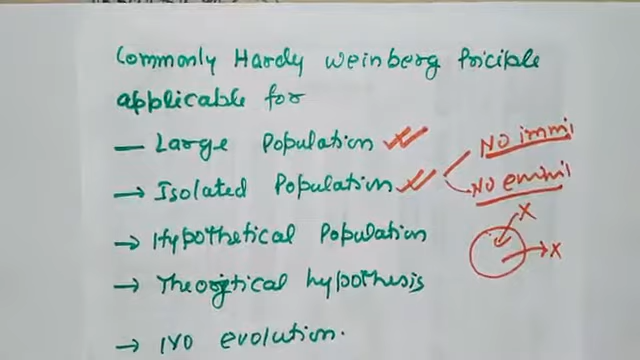 Commonly Hardy Weinberg Pricible
applicable for
— Large Population
→ Isolated Population
NO immi
NO emmi
→ Hypothetical Population
X
X
→ Theoritical hypothesis
→ NO evolution.